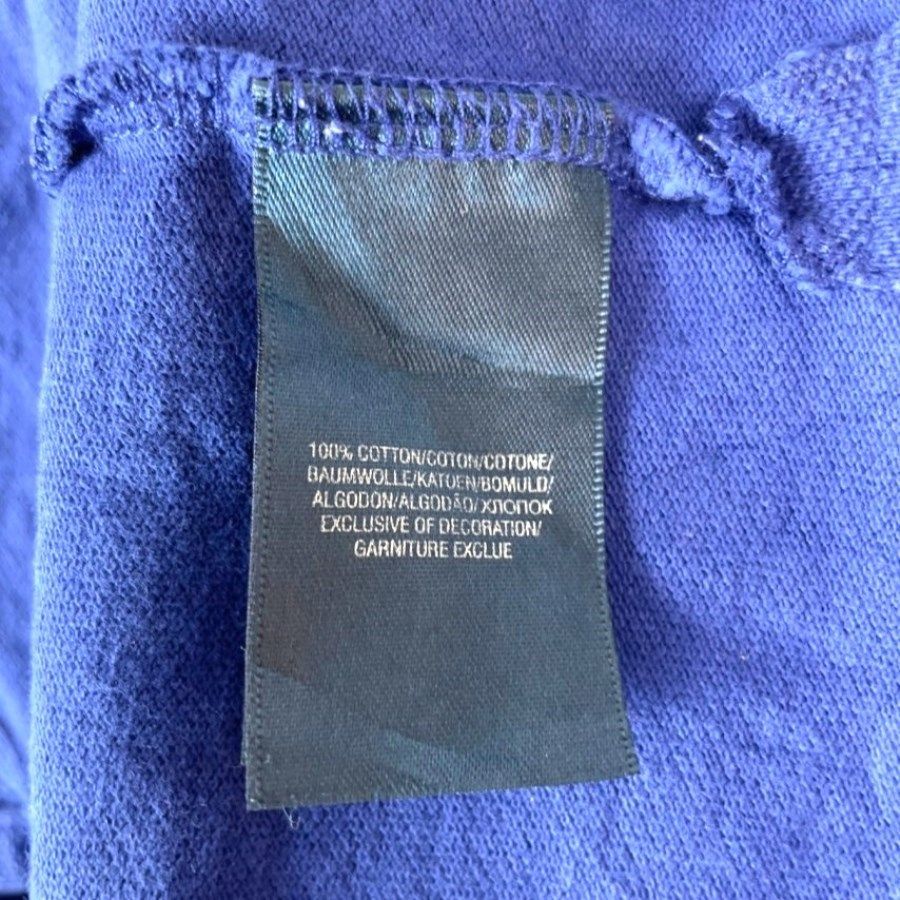 100% COTTON/COTON/COTONE/
BAUMWOLLE/KATOEN/BOMULD/
ALGODON/ALGODÃO/ХЛОПОК
EXCLUSIVE OF DECORATION/
GARNITURE EXCLUE